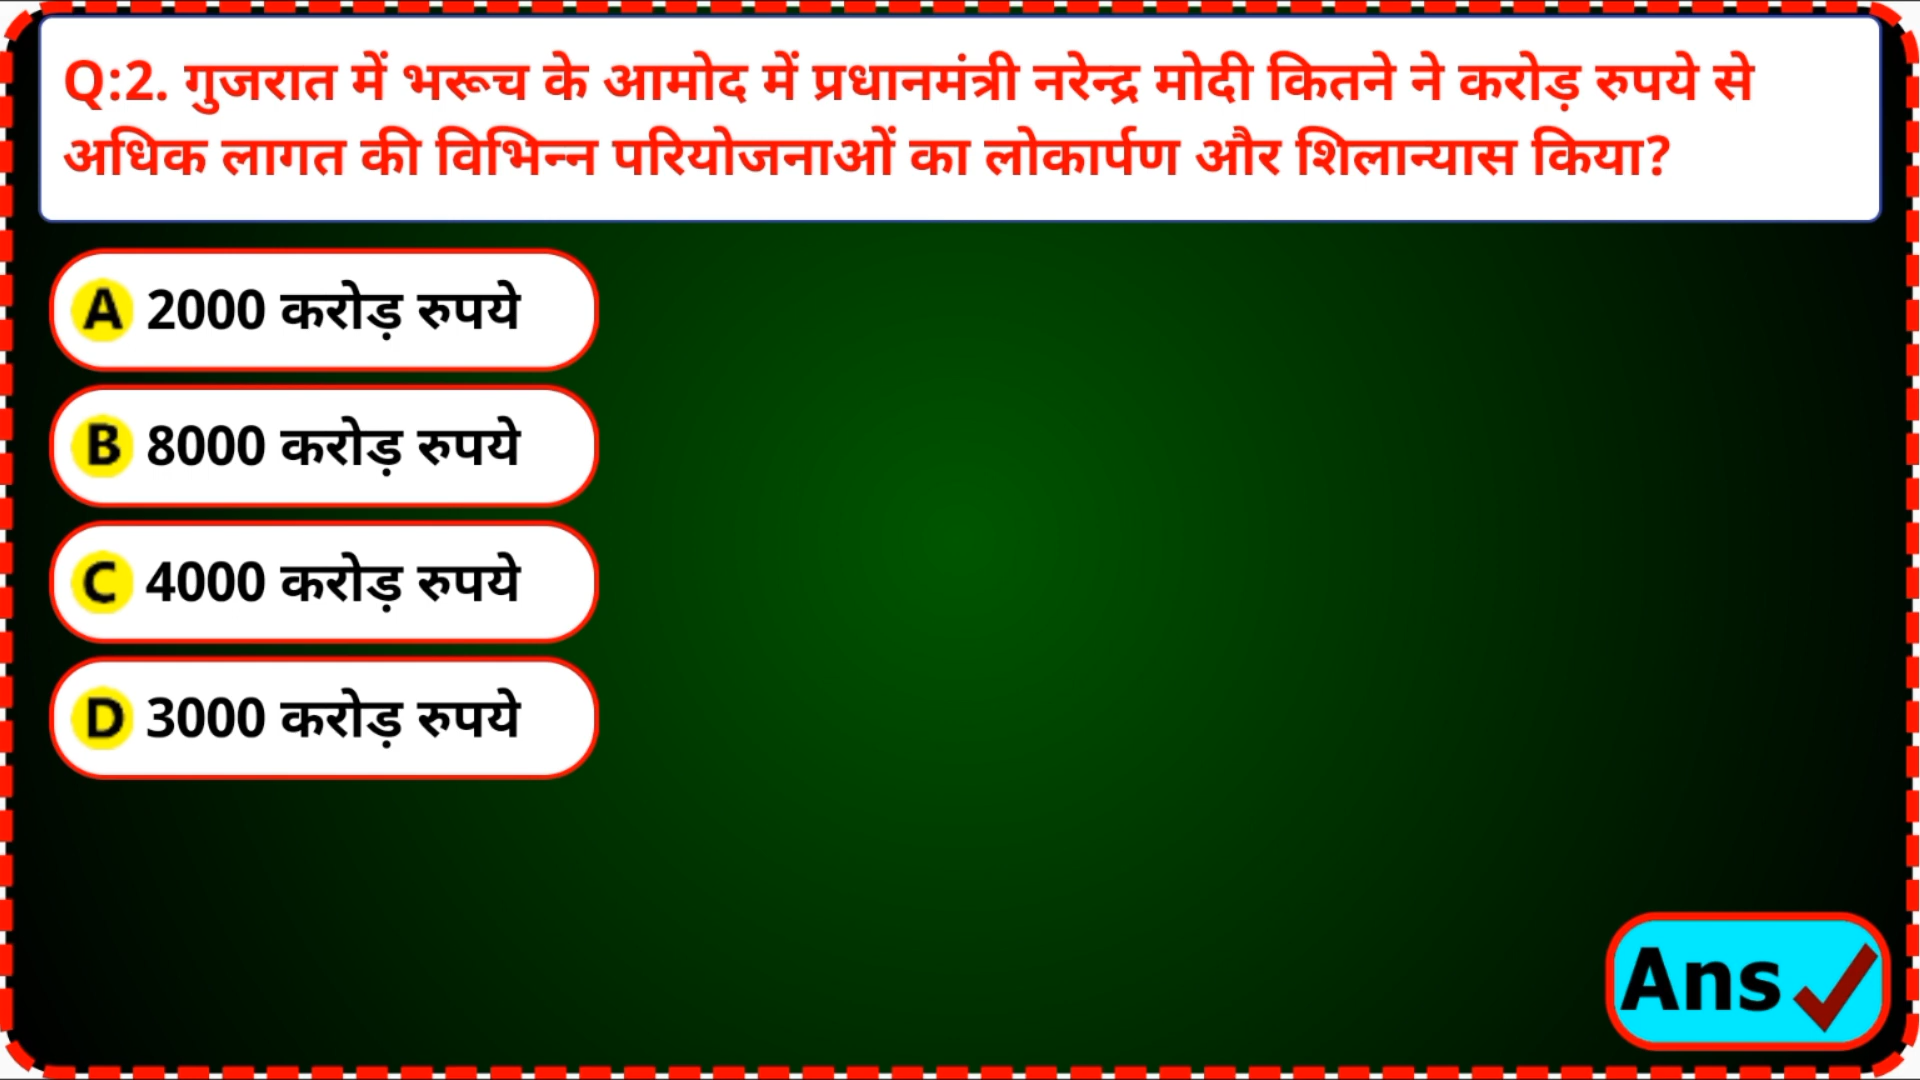 Q:2. गुजरात में भरूच के आमोद में प्रधानमंत्री नरेन्द्र मोदी कितने ने करोड़ रुपये से
अधिक लागत की विभिन्न परियोजनाओं का लोकार्पण और शिलान्यास किया?
A 2000 करोड़ रुपये
B 8000 करोड़ रुपये
C 4000 करोड़ रुपये
D 3000 करोड़ रुपये
Ans